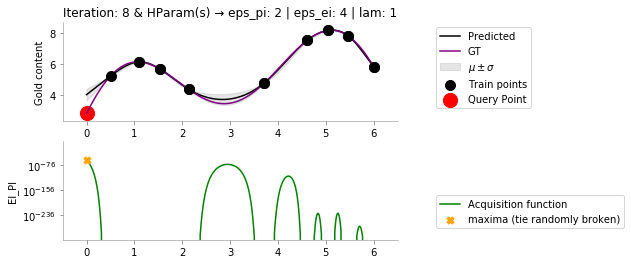 Iteration: 8 & HParam(s) → eps_pi: 2 | eps_ei: 4 | lam: 1
Gold content
8
6
4
0 1 2 3 4 5 6
Predicted
GT
μ ± σ
Train points
Query Point
EI_PI
10⁻⁷⁶
10⁻¹⁵⁶
10⁻²³⁶
0 1 2 3 4 5 6
Acquisition function
maxima (tie randomly broken)